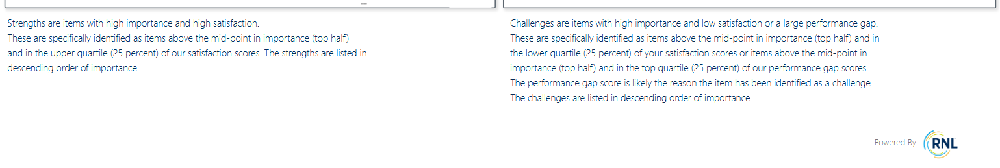 Strengths are items with high importance and high satisfaction.
These are specifically identified as items above the mid-point in importance (top half)
and in the upper quartile (25 percent) of our satisfaction scores. The strengths are listed in
descending order of importance.
Challenges are items with high importance and low satisfaction or a large performance gap.
These are specifically identified as items above the mid-point in importance (top half) and in
the lower quartile (25 percent) of your satisfaction scores or items above the mid-point in
importance (top half) and in the top quartile (25 percent) of our performance gap scores.
The performance gap score is likely the reason the item has been identified as a challenge.
The challenges are listed in descending order of importance.
Powered By RNL